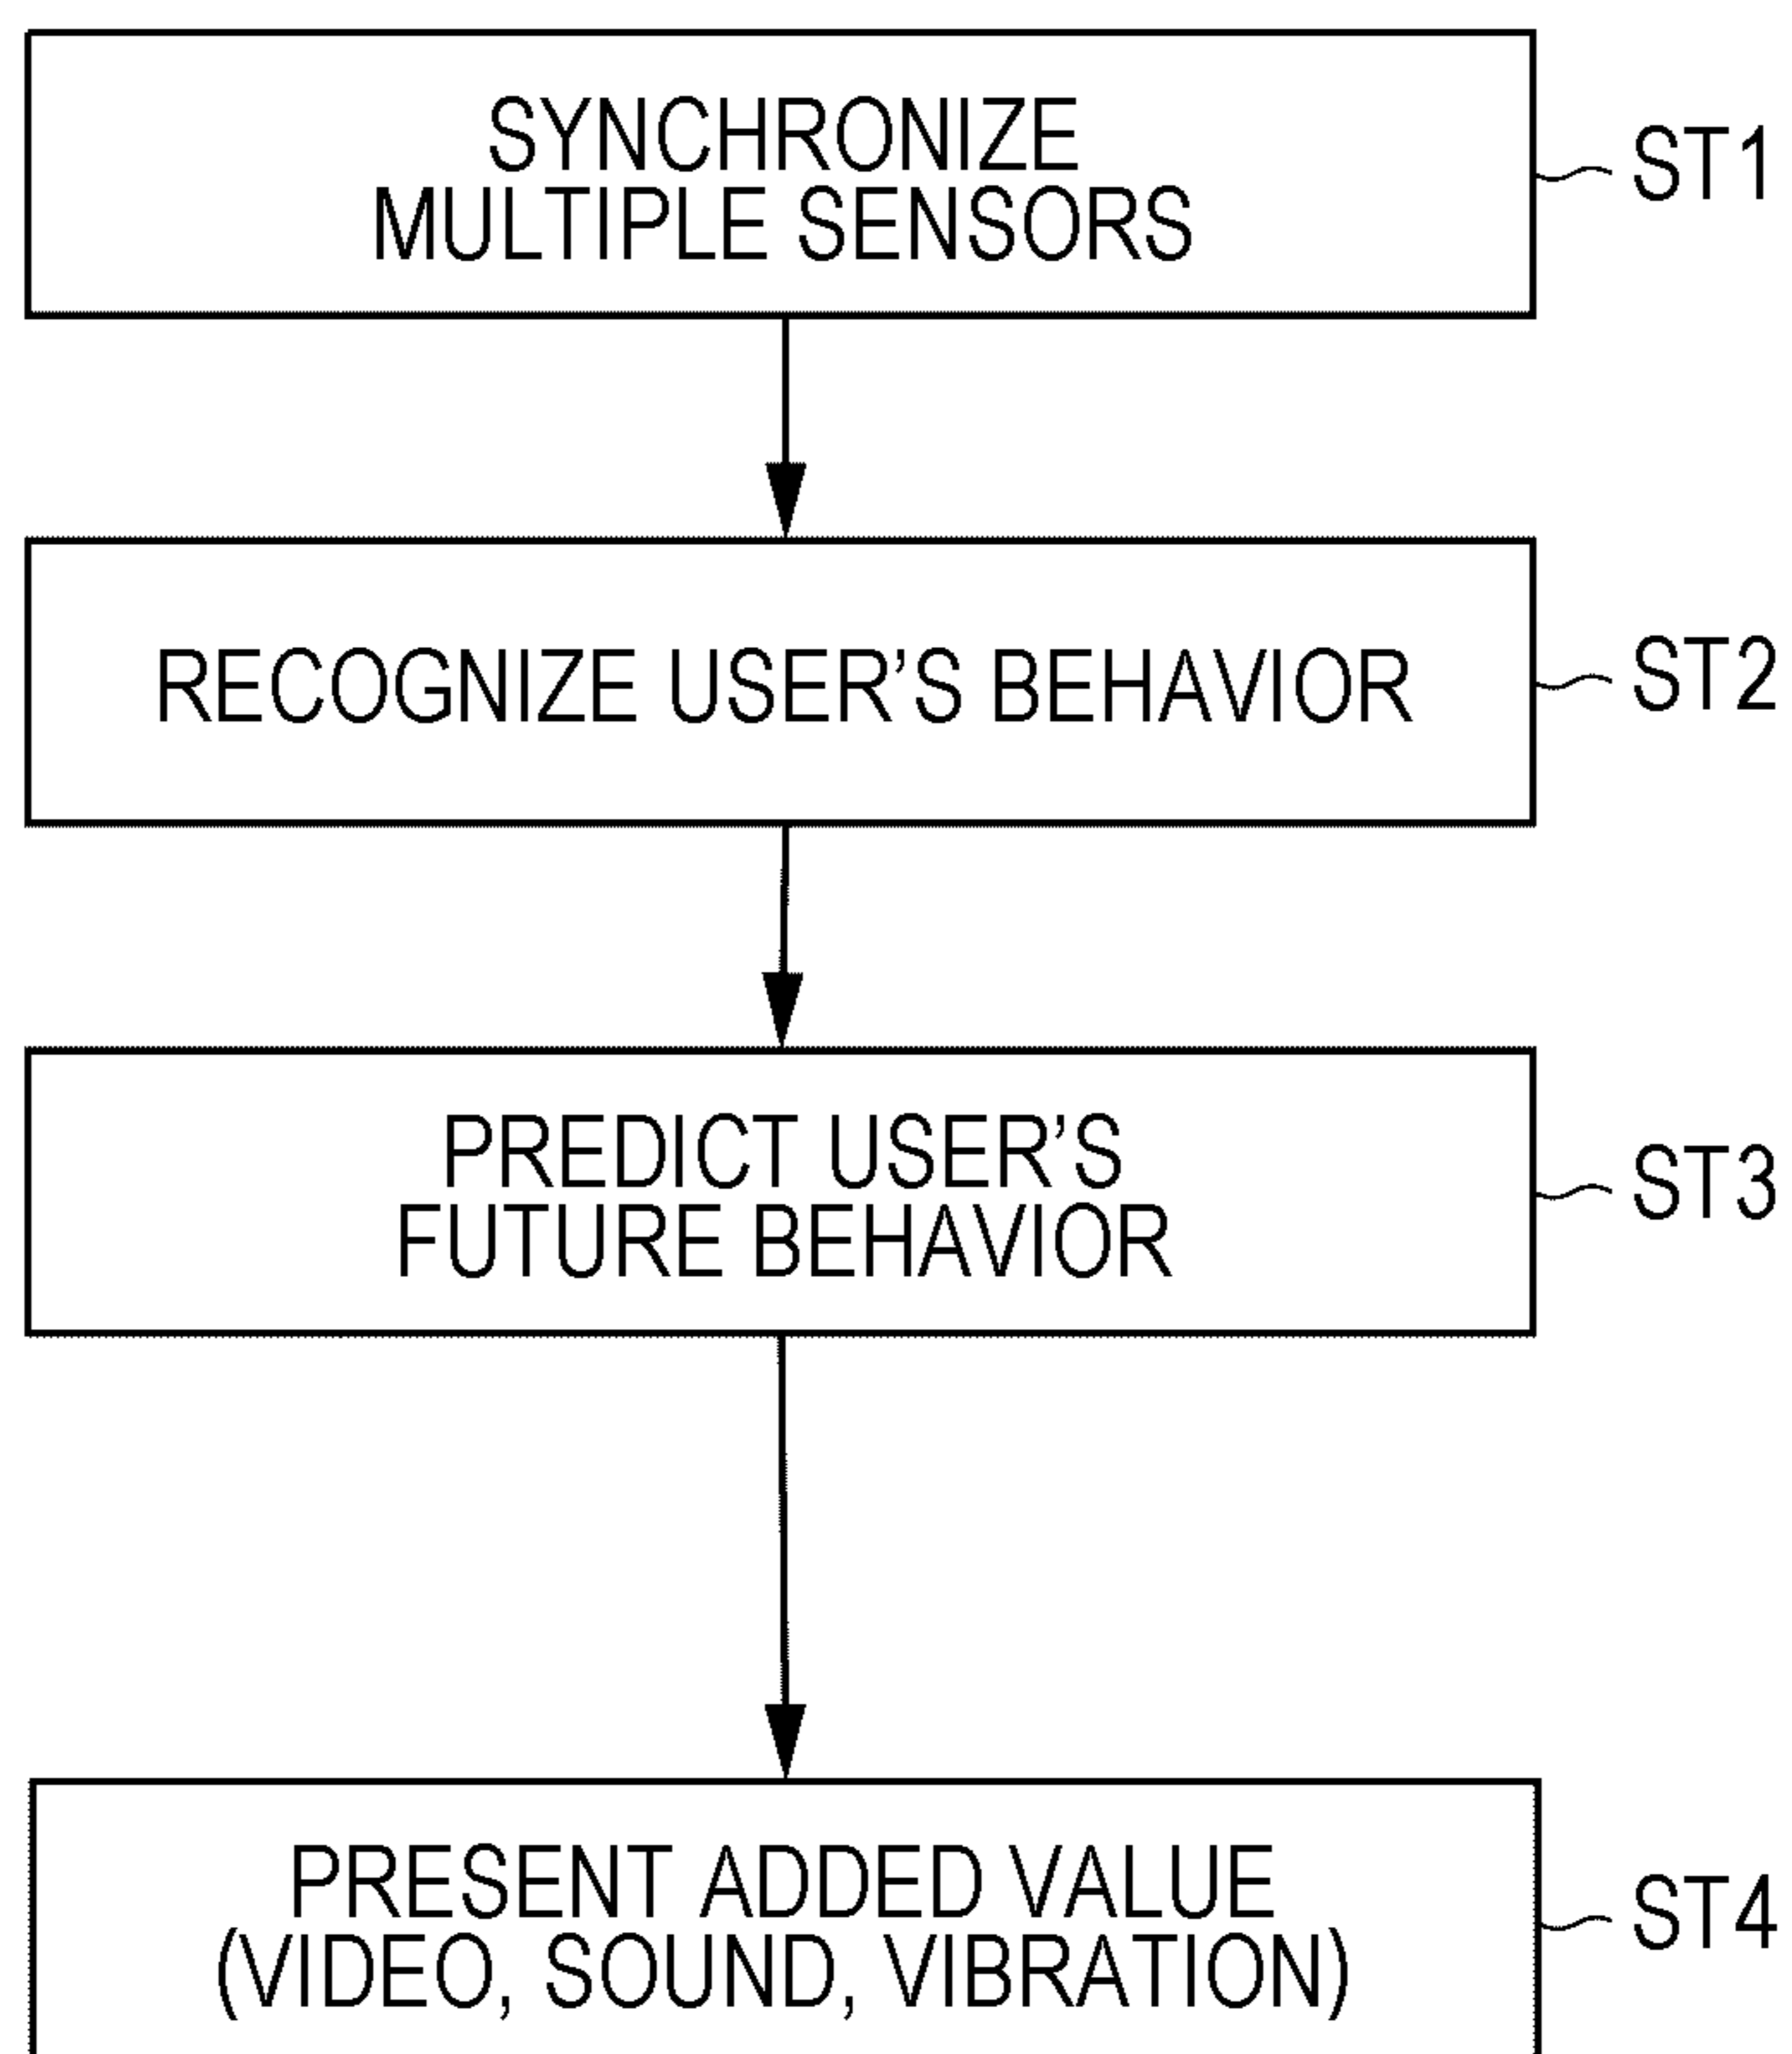 SYNCHRONIZE
MULTIPLE SENSORS
ST1
RECOGNIZE USER’S BEHAVIOR
ST2
PREDICT USER’S
FUTURE BEHAVIOR
ST3
PRESENT ADDED VALUE
(VIDEO, SOUND, VIBRATION)
ST4